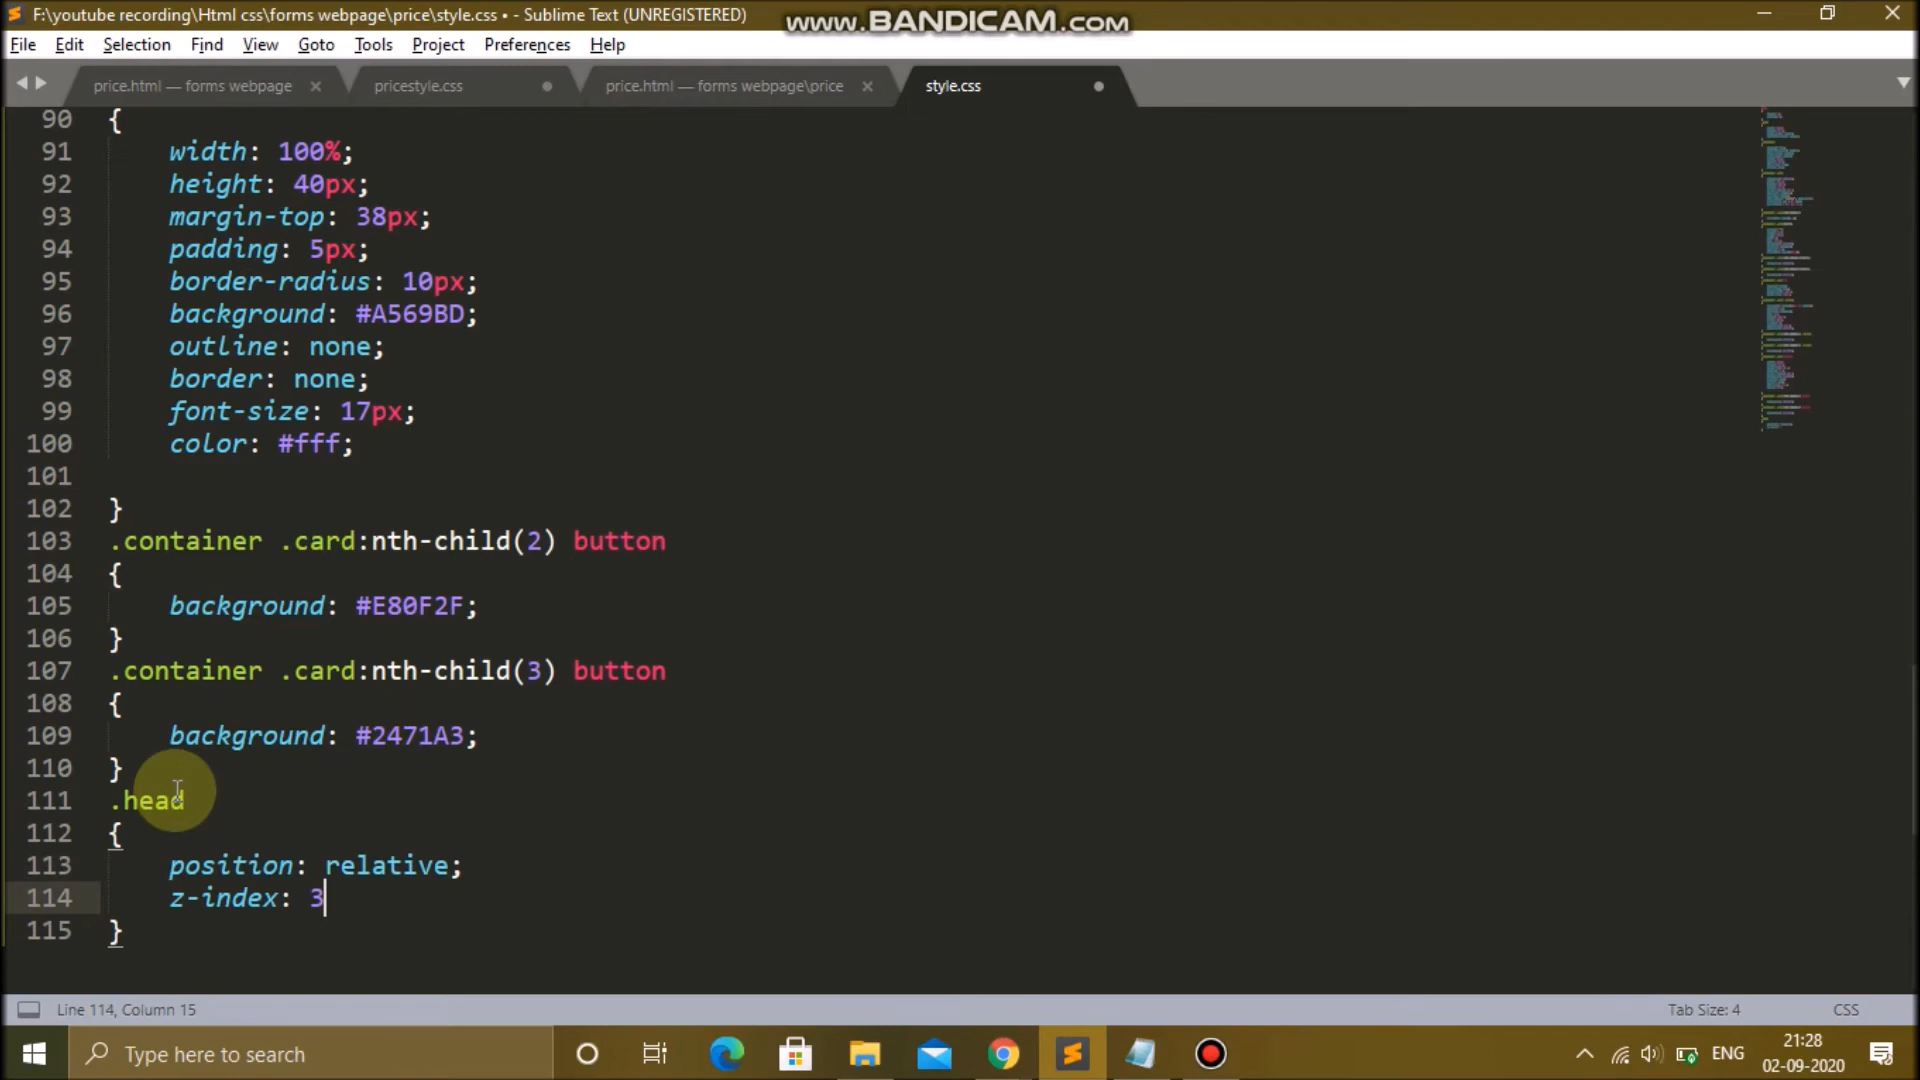 F:\youtube recording\Html css\forms webpage\price\style.css • - Sublime Text (UNREGISTERED)
www.BANDICAM.com
File Edit Selection Find View Goto Tools Project Preferences Help
price.html — forms webpage pricestyle.css price.html — forms webpage\price style.css
90 {
91 width: 100%;
92 height: 40px;
93 margin-top: 38px;
94 padding: 5px;
95 border-radius: 10px;
96 background: #A569BD;
97 outline: none;
98 border: none;
99 font-size: 17px;
100 color: #fff;
101
102 }
103 .container .card:nth-child(2) button
104 {
105 background: #E80F2F;
106 }
107 .container .card:nth-child(3) button
108 {
109 background: #2471A3;
110 }
111 .head
112 {
113 position: relative;
114 z-index: 3
115 }
Line 114, Column 15 Tab Size: 4 CSS
Type here to search ENG 21:28
02-09-2020